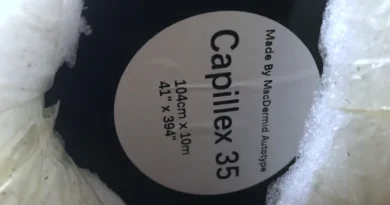 Made By MacDermid Autotype
Capillex 35
104cm x 10m
41" x 394"